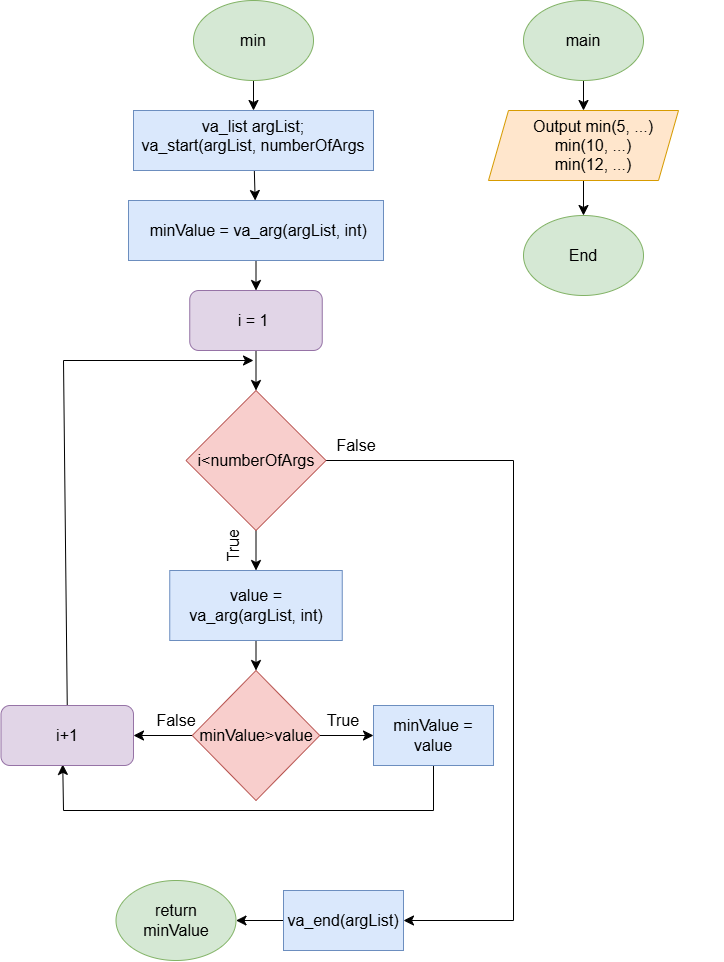 min
va_list argList;
va_start(argList, numberOfArgs
minValue = va_arg(argList, int)
i = 1
i<numberOfArgs
False
True
value =
va_arg(argList, int)
minValue>value
False
True
i+1
minValue =
value
va_end(argList)
return
minValue
main
Output min(5, ...)
min(10, ...)
min(12, ...)
End